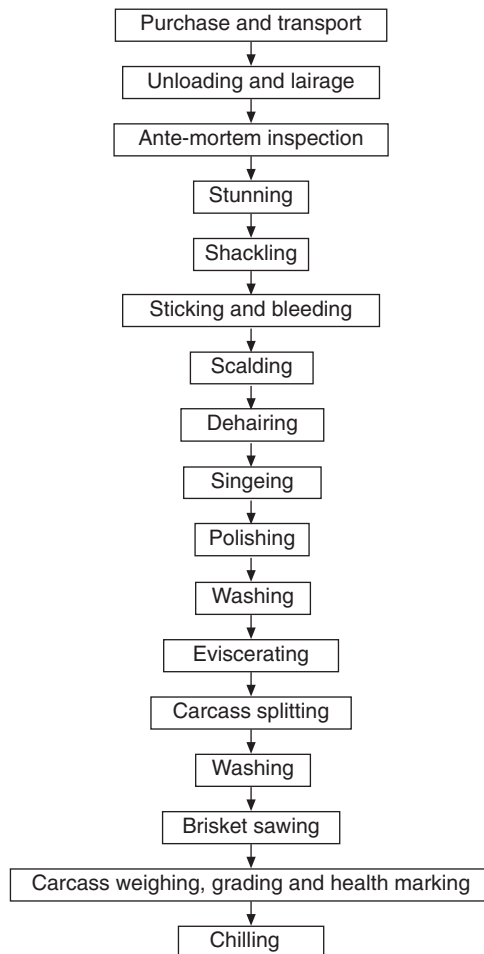 Purchase and transport
Unloading and lairage
Ante-mortem inspection
Stunning
Shackling
Sticking and bleeding
Scalding
Dehairing
Singeing
Polishing
Washing
Eviscerating
Carcass splitting
Washing
Brisket sawing
Carcass weighing, grading and health marking
Chilling